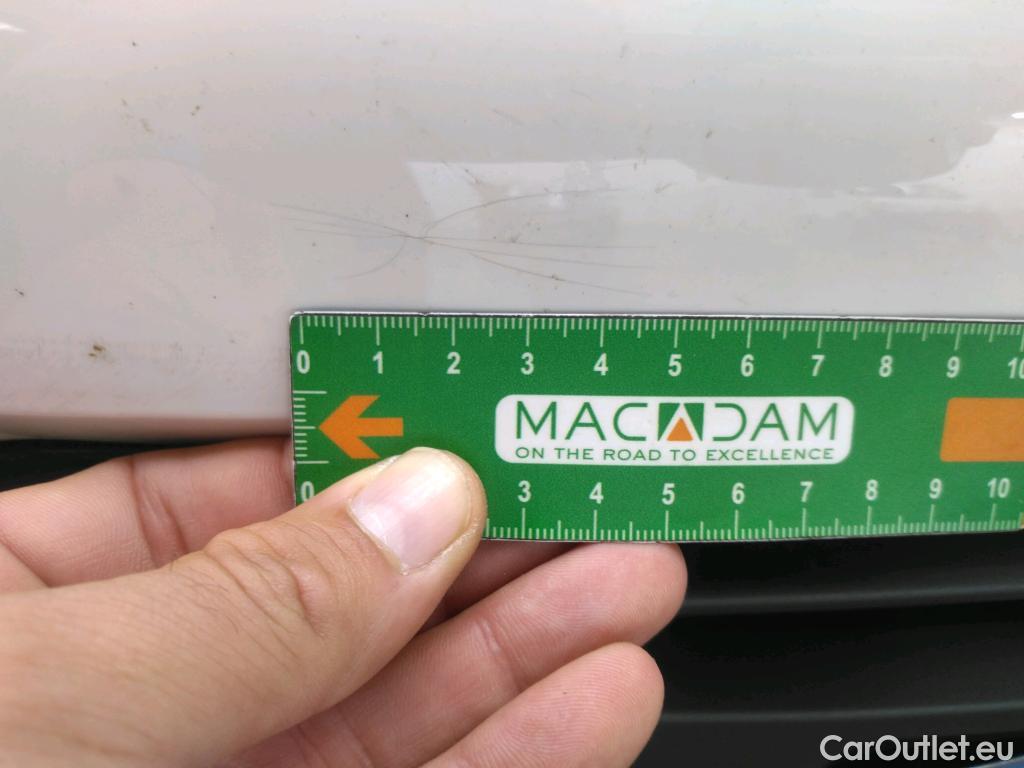 0 1 2 3 4 5 6 7 8 9 10
MACADAM
ON THE ROAD TO EXCELLENCE
0 3 4 5 6 7 8 9 10
CarOutlet.eu